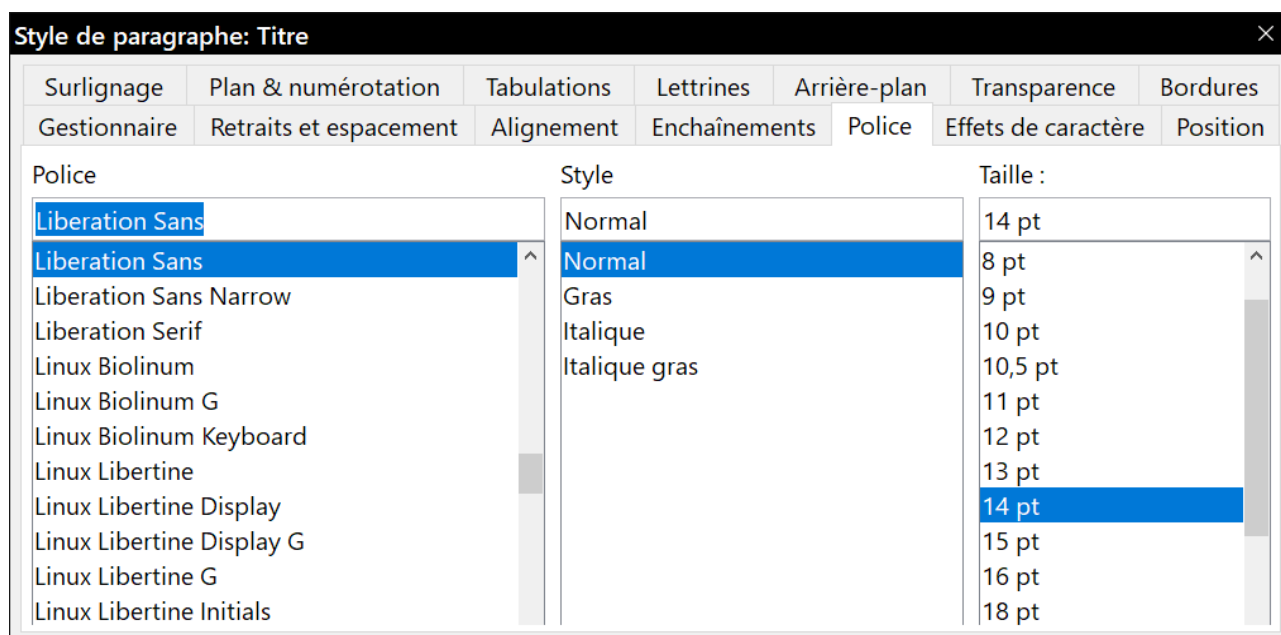 Style de paragraphe: Titre
Surlignage Plan & numérotation Tabulations Lettrines Arrière-plan Transparence Bordures
Gestionnaire Retraits et espacement Alignement Enchaînements Police Effets de caractère Position
Police Style Taille :
Liberation Sans Normal 14 pt
Liberation Sans Normal 8 pt
Liberation Sans Narrow Gras 9 pt
Liberation Serif Italique 10 pt
Linux Biolinum Italique gras 10,5 pt
Linux Biolinum G 11 pt
Linux Biolinum Keyboard 12 pt
Linux Libertine 13 pt
Linux Libertine Display 14 pt
Linux Libertine Display G 15 pt
Linux Libertine G 16 pt
Linux Libertine Initials 18 pt